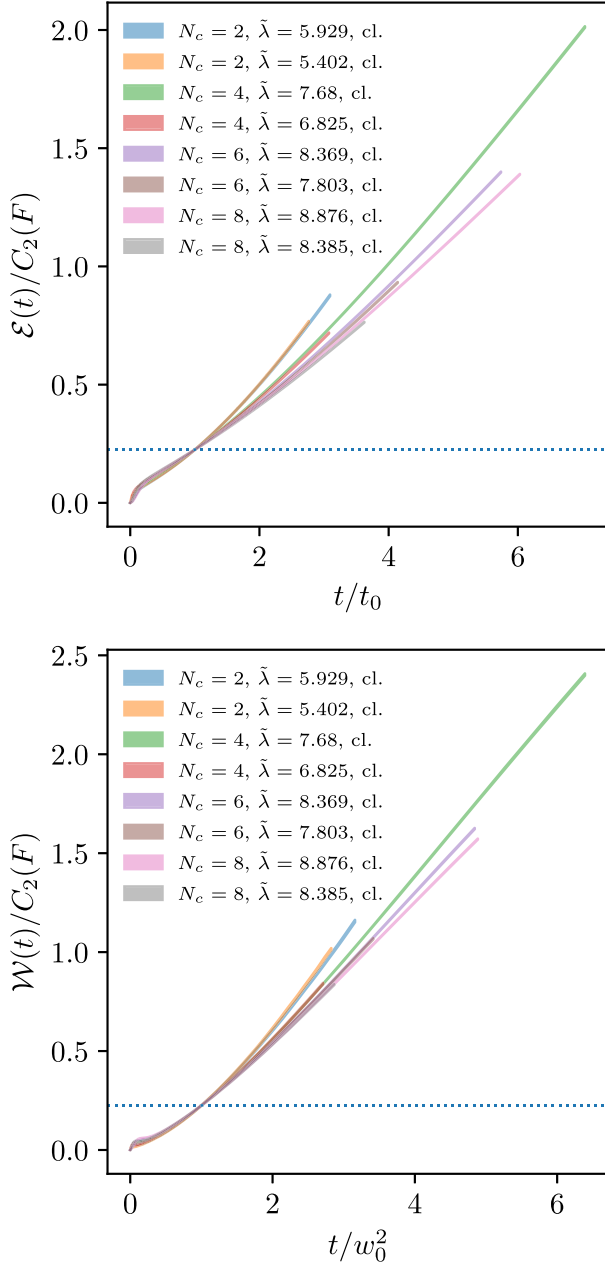 2.0
1.5
1.0
0.5
0.0
ℰ(t)/C₂(F)
N_c = 2, λ̃ = 5.929, cl.
N_c = 2, λ̃ = 5.402, cl.
N_c = 4, λ̃ = 7.68, cl.
N_c = 4, λ̃ = 6.825, cl.
N_c = 6, λ̃ = 8.369, cl.
N_c = 6, λ̃ = 7.803, cl.
N_c = 8, λ̃ = 8.876, cl.
N_c = 8, λ̃ = 8.385, cl.
0 2 4 6
t/t₀
2.5
2.0
1.5
1.0
0.5
0.0
𝒲(t)/C₂(F)
N_c = 2, λ̃ = 5.929, cl.
N_c = 2, λ̃ = 5.402, cl.
N_c = 4, λ̃ = 7.68, cl.
N_c = 4, λ̃ = 6.825, cl.
N_c = 6, λ̃ = 8.369, cl.
N_c = 6, λ̃ = 7.803, cl.
N_c = 8, λ̃ = 8.876, cl.
N_c = 8, λ̃ = 8.385, cl.
0 2 4 6
t/w₀²